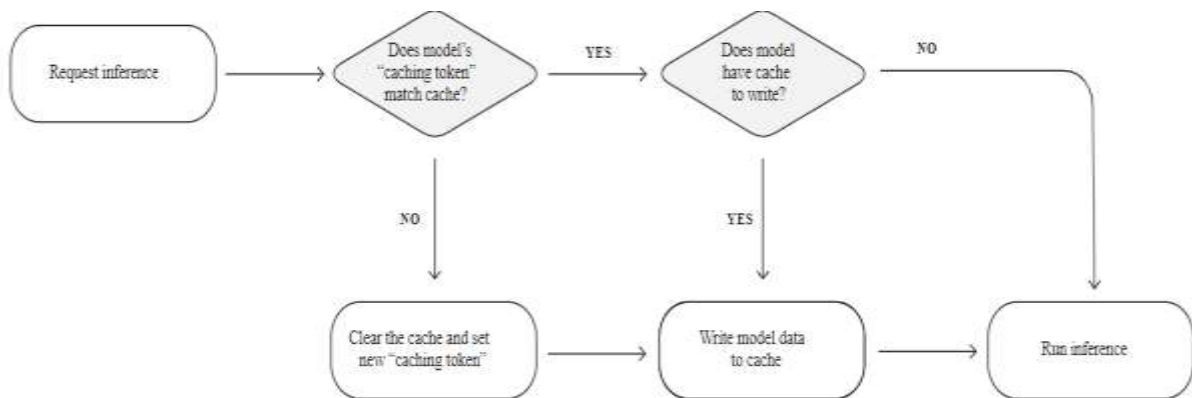 Request inference
Does model’s
“caching token”
match cache?
YES
Does model
have cache
to write?
NO
NO
YES
Clear the cache and set
new “caching token”
Write model data
to cache
Run inference